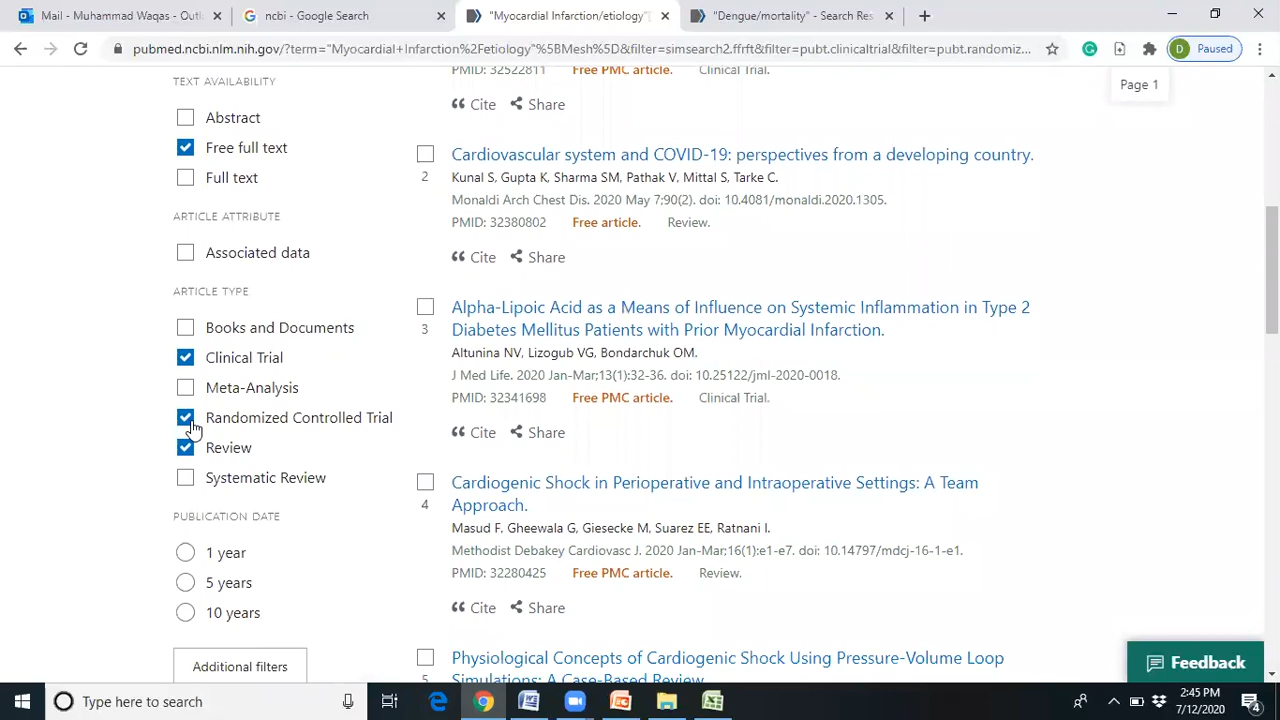 Mail - Muhammad Waqas - Outl
ncbi - Google Search
"Myocardial Infarction/etiology"[
"Dengue/mortality" - Search Res
pubmed.ncbi.nlm.nih.gov/?term="Myocardial+Infarction%2Fetiology"%5BMesh%5D&filter=simsearch2.ffrft&filter=pubt.clinicaltrial&filter=pubt.randomiz...
D Paused
TEXT AVAILABILITY
Abstract
Free full text
Full text
ARTICLE ATTRIBUTE
Associated data
ARTICLE TYPE
Books and Documents
Clinical Trial
Meta-Analysis
Randomized Controlled Trial
Review
Systematic Review
PUBLICATION DATE
1 year
5 years
10 years
Additional filters
PMID: 32522811 Free PMC article. Clinical Trial.
Cite Share
Page 1
2
Cardiovascular system and COVID-19: perspectives from a developing country.
Kunal S, Gupta K, Sharma SM, Pathak V, Mittal S, Tarke C.
Monaldi Arch Chest Dis. 2020 May 7;90(2). doi: 10.4081/monaldi.2020.1305.
PMID: 32380802 Free article. Review.
Cite Share
3
Alpha-Lipoic Acid as a Means of Influence on Systemic Inflammation in Type 2
Diabetes Mellitus Patients with Prior Myocardial Infarction.
Altunina NV, Lizogub VG, Bondarchuk OM.
J Med Life. 2020 Jan-Mar;13(1):32-36. doi: 10.25122/jml-2020-0018.
PMID: 32341698 Free PMC article. Clinical Trial.
Cite Share
4
Cardiogenic Shock in Perioperative and Intraoperative Settings: A Team
Approach.
Masud F, Gheewala G, Giesecke M, Suarez EE, Ratnani I.
Methodist Debakey Cardiovasc J. 2020 Jan-Mar;16(1):e1-e7. doi: 10.14797/mdcj-16-1-e1.
PMID: 32280425 Free PMC article. Review.
Cite Share
5
Physiological Concepts of Cardiogenic Shock Using Pressure-Volume Loop
Simulations: A Case-Based Review.
Feedback
Type here to search
2:45 PM
7/12/2020
4